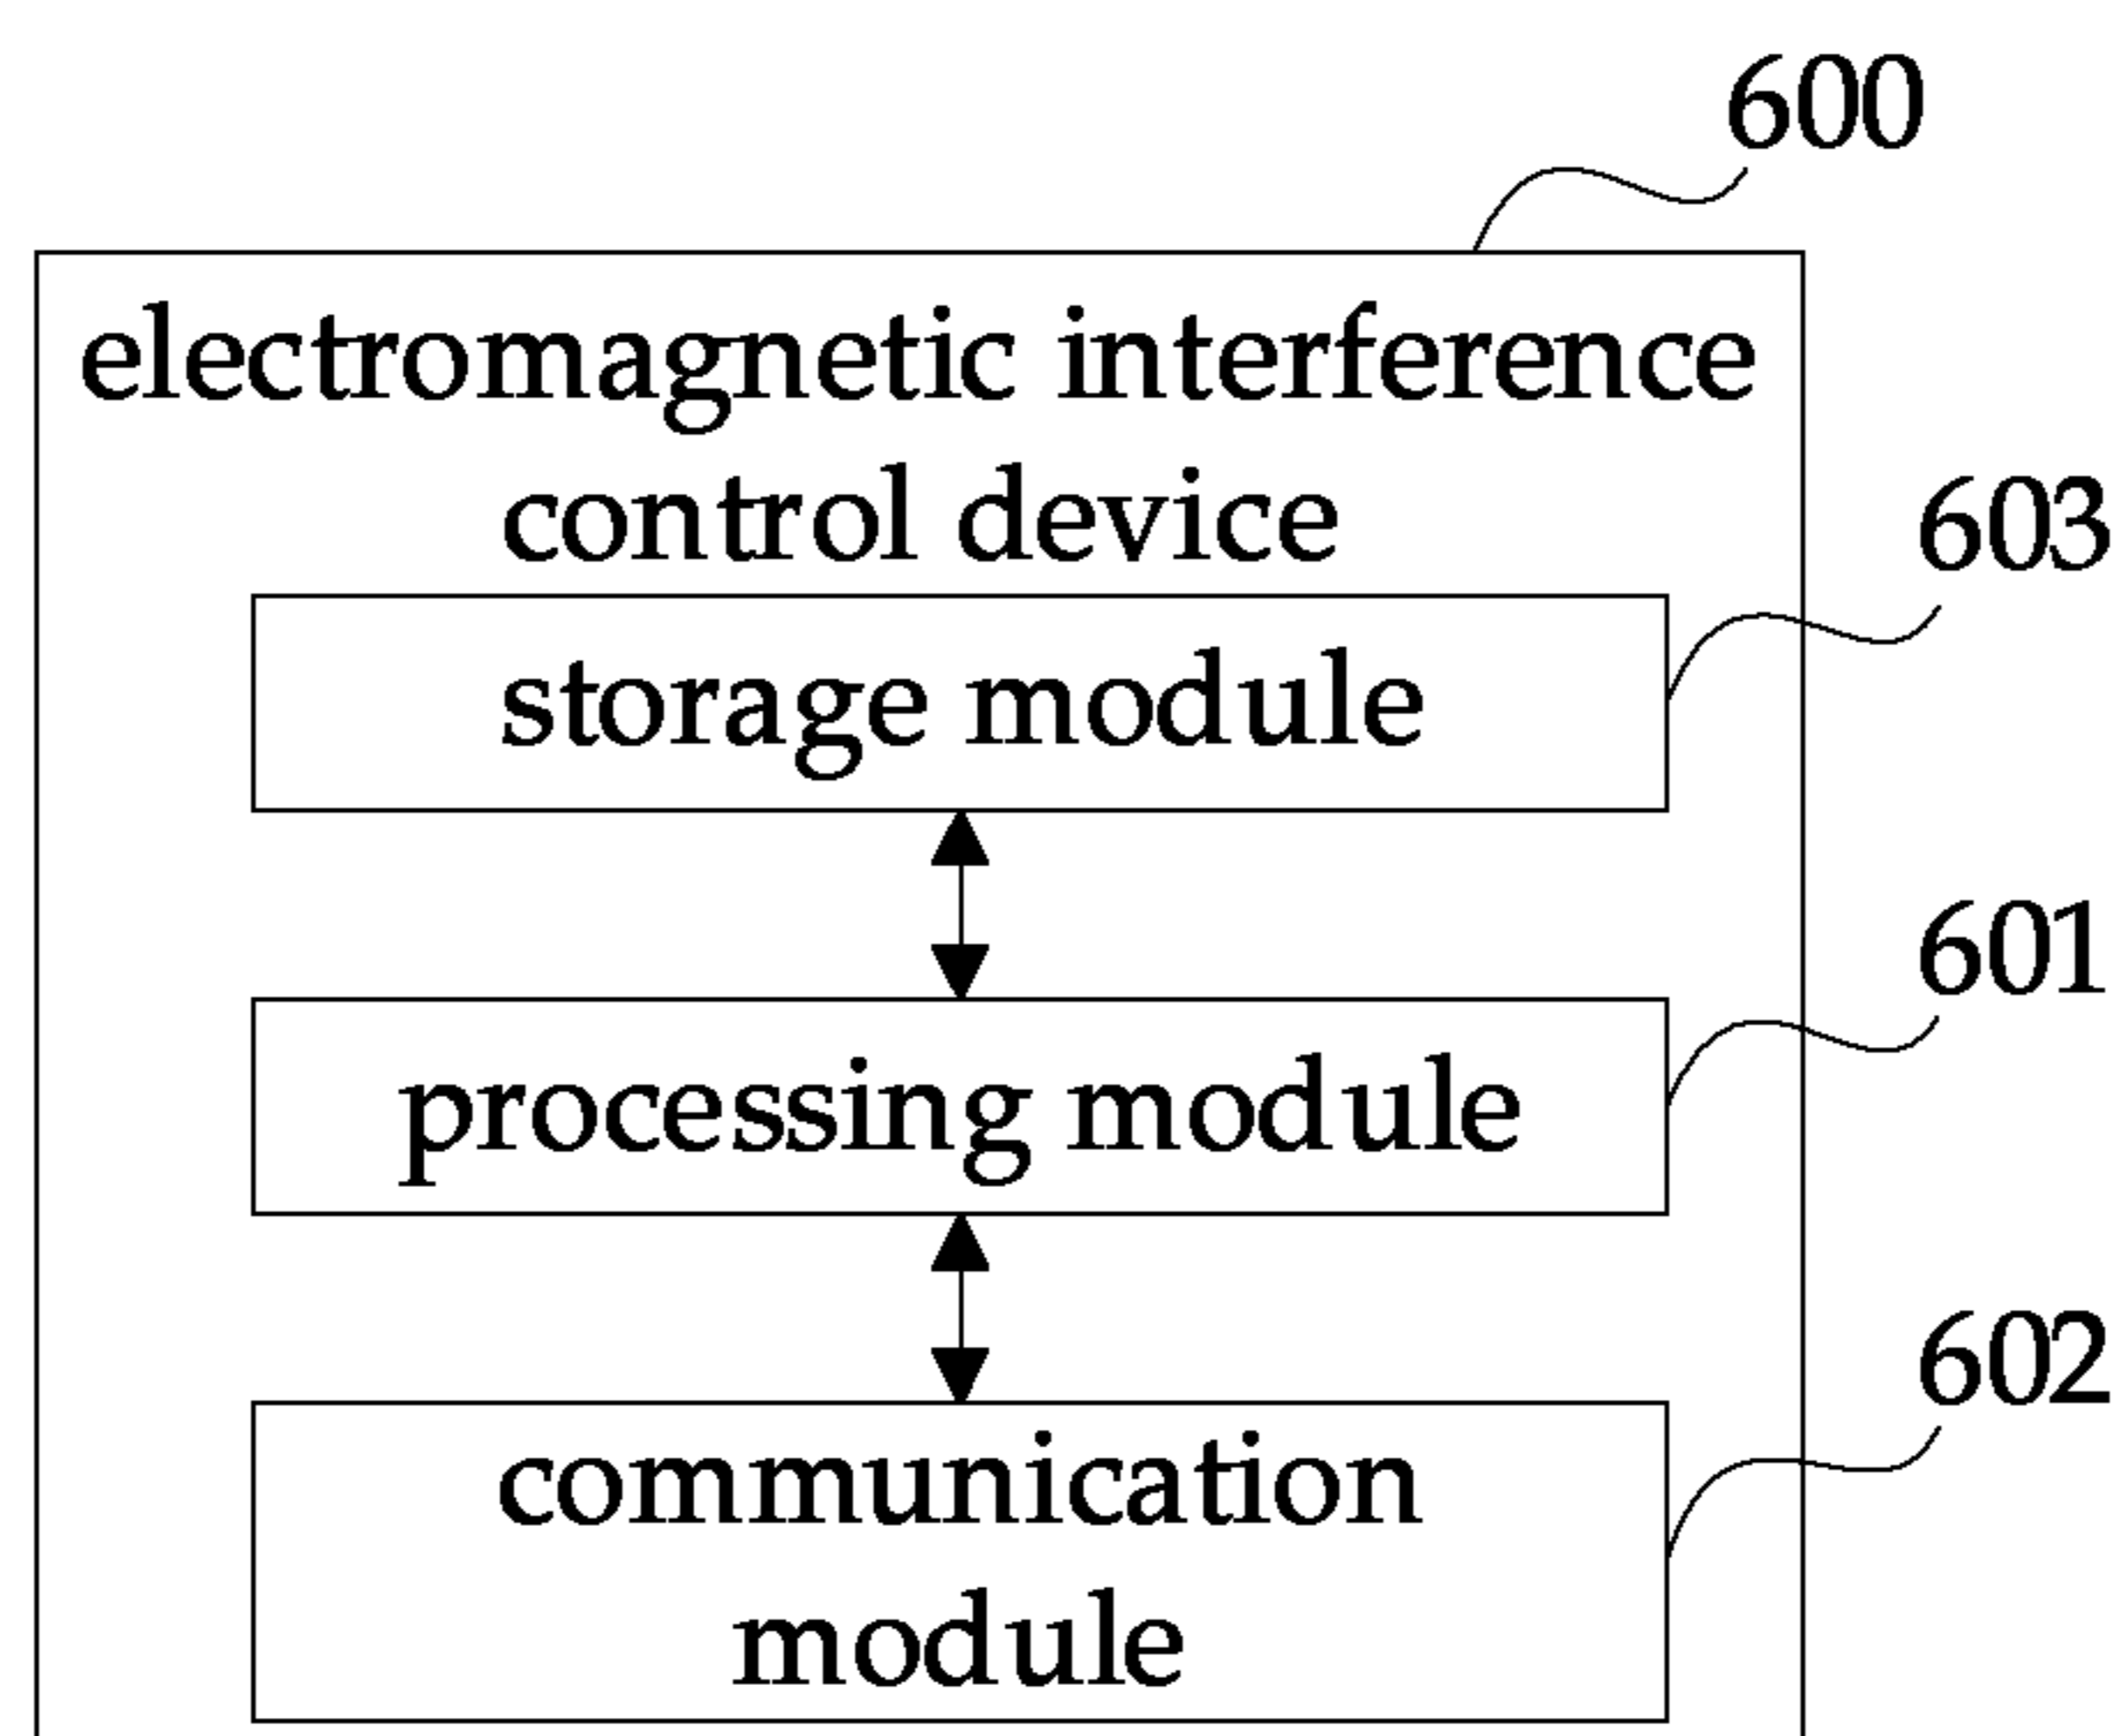 600
electromagnetic interference
control device
603
storage module
601
processing module
602
communication
module